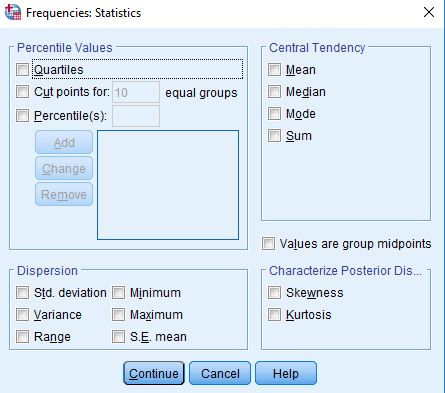 Frequencies: Statistics
Percentile Values
Quartiles
Cut points for: 10 equal groups
Percentile(s):
Add
Change
Remove
Central Tendency
Mean
Median
Mode
Sum
Values are group midpoints
Dispersion
Std. deviation Minimum
Variance Maximum
Range S.E. mean
Characterize Posterior Dis...
Skewness
Kurtosis
Continue Cancel Help